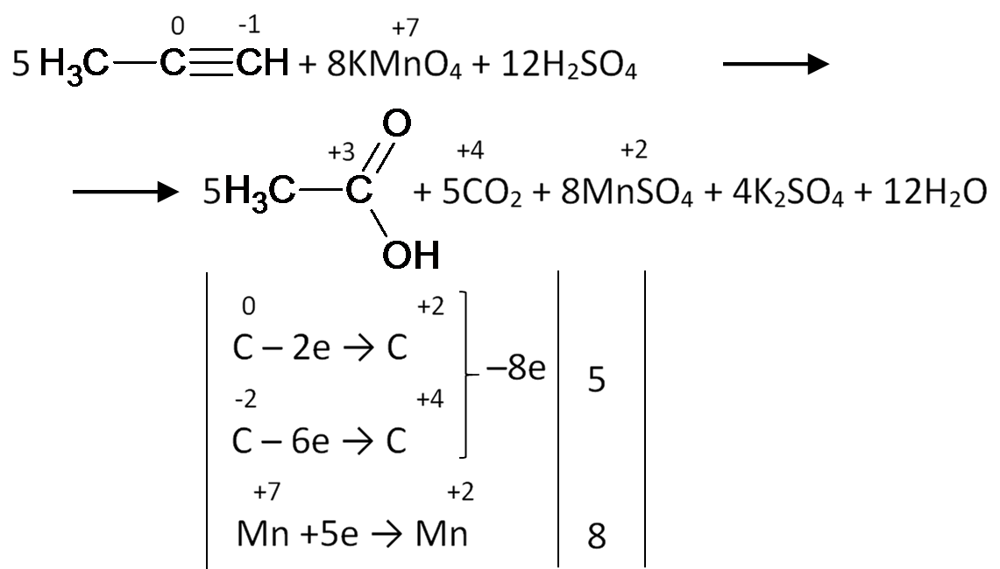 0 -1 +7
5 H₃C—C≡CH + 8KMnO₄ + 12H₂SO₄ ⟶
O
+3 +4 +2
⟶ 5H₃C—C + 5CO₂ + 8MnSO₄ + 4K₂SO₄ + 12H₂O
OH
0 +2
C – 2e → C
–8e 5
-2 +4
C – 6e → C
+7 +2
Mn +5e → Mn 8